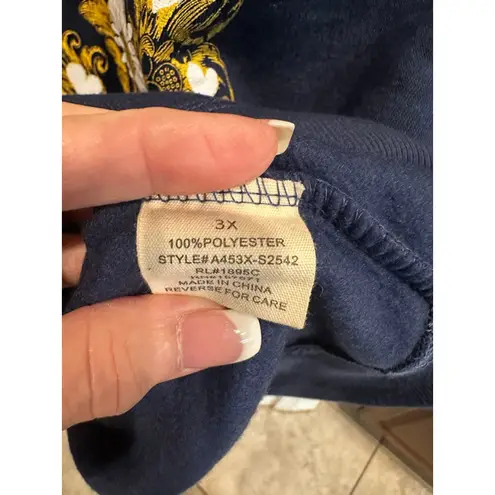 3X
100%POLYESTER
STYLE#A453X-S2542
RL#1895C
MADE IN CHINA
REVERSE FOR CARE